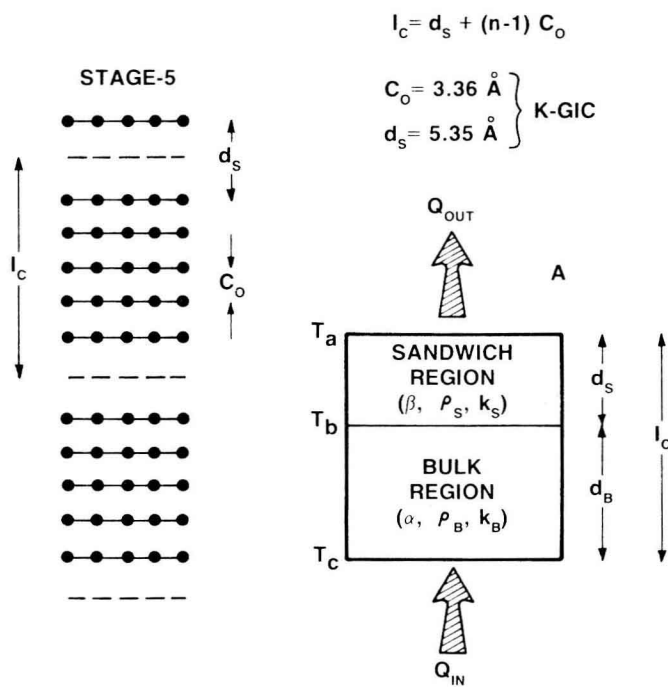 I_c = d_s + (n-1) C_o
STAGE-5
C_o = 3.36 Å
d_s = 5.35 Å
K-GIC
d_s
I_c
C_o
Q_OUT
A
T_a
SANDWICH
REGION
(β, ρ_S, k_S)
d_s
T_b
I_c
BULK
REGION
(α, ρ_B, k_B)
d_B
T_c
Q_IN